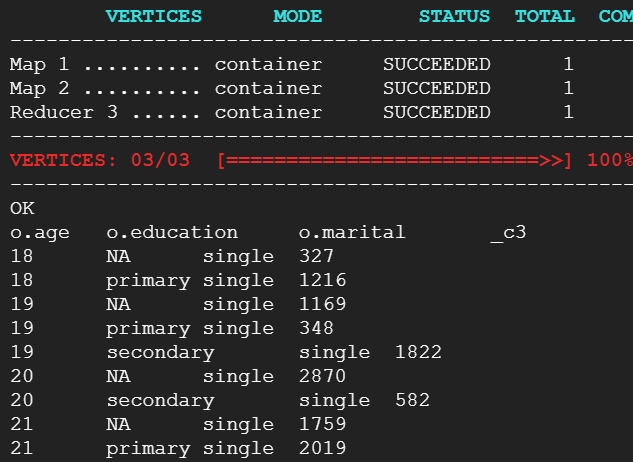 VERTICES MODE STATUS TOTAL COM
----------------------------------------------------
Map 1 .......... container SUCCEEDED 1
Map 2 .......... container SUCCEEDED 1
Reducer 3 ...... container SUCCEEDED 1
----------------------------------------------------
VERTICES: 03/03 [==========================>>] 100%
----------------------------------------------------
OK
o.age o.education o.marital _c3
18 NA single 327
18 primary single 1216
19 NA single 1169
19 primary single 348
19 secondary single 1822
20 NA single 2870
20 secondary single 582
21 NA single 1759
21 primary single 2019